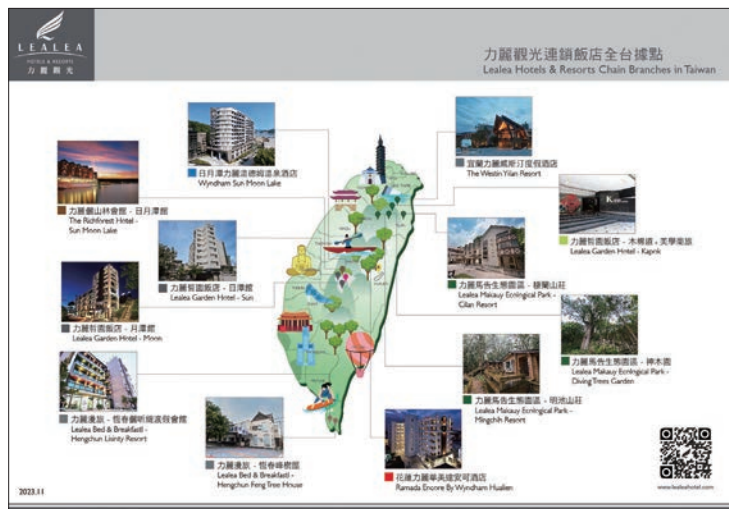 LEALEA
HOTELS & RESORTS
力麗觀光
力麗觀光連鎖飯店全台據點
Lealea Hotels & Resorts Chain Branches in Taiwan
日月潭力麗溫德姆溫泉酒店
Wyndham Sun Moon Lake
宜蘭力麗威斯汀度假酒店
The Westin Yilan Resort
力麗儷山林會館 - 日月潭館
The Richforest Hotel -
Sun Moon Lake
力麗哲園飯店 - 木棉道
Lealea Garden Hotel - Kapok
力麗哲園飯店 - 日潭館
Lealea Garden Hotel - Sun
力麗馬告生態園區 - 棲蘭山莊
Lealea Makauy Ecological Park -
Cilan Resort
力麗哲園飯店 - 月潭館
Lealea Garden Hotel - Moon
力麗馬告生態園區 - 神木園
Lealea Makauy Ecological Park -
Diving Trees Garden
力麗馬告生態園區 - 明池山莊
Lealea Makauy Ecological Park -
Mingchih Resort
力麗漫旅 - 恆春儷昕渡假會館
Lealea Bed & Breakfast -
Hengchun Resort
力麗漫旅 - 恆春峰樹屋
Lealea Bed & Breakfast -
Hengchun Feng Tree House
花蓮力麗華美達安可酒店
Ramada Encore By Wyndham Hualien
www.lealeahotel.com
2023.11